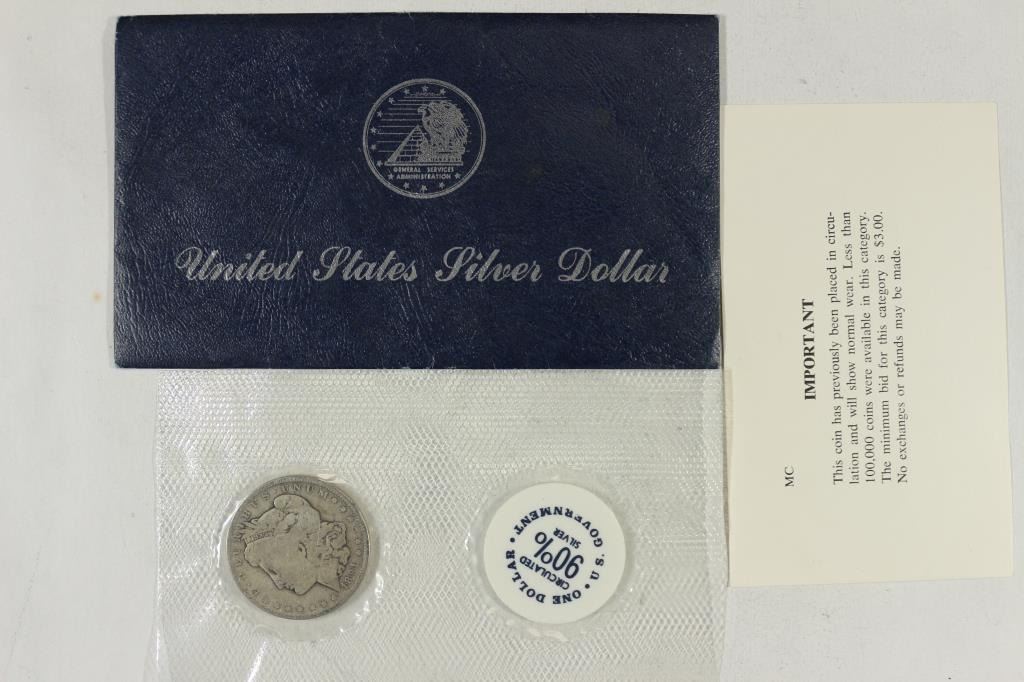 GENERAL SERVICES
ADMINISTRATION
United States Silver Dollar
MC
IMPORTANT
This coin has previously been placed in circu-
lation and will show normal wear. Less than
100,000 coins were available in this category.
The minimum bid for this category is $3.00.
No exchanges or refunds may be made.
E PLURIBUS UNUM
U.S. GOVERNMENT • ONE DOLLAR •
CIRCULATED
90%
SILVER